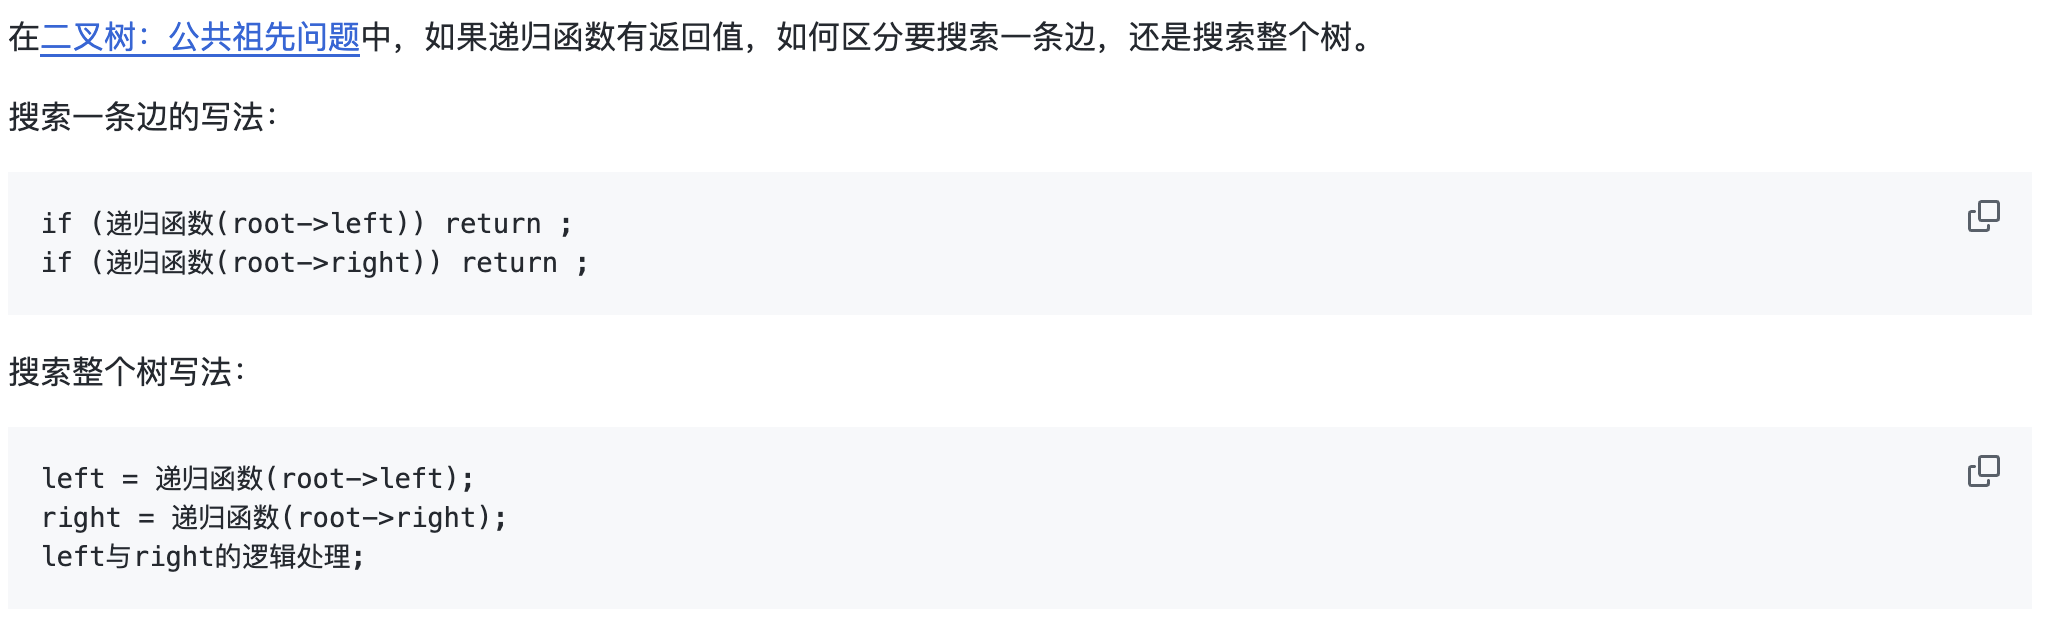 在二叉树：公共祖先问题中，如果递归函数有返回值，如何区分要搜索一条边，还是搜索整个树。
搜索一条边的写法：
if (递归函数(root->left)) return ;
if (递归函数(root->right)) return ;
搜索整个树写法：
left = 递归函数(root->left);
right = 递归函数(root->right);
left与right的逻辑处理;